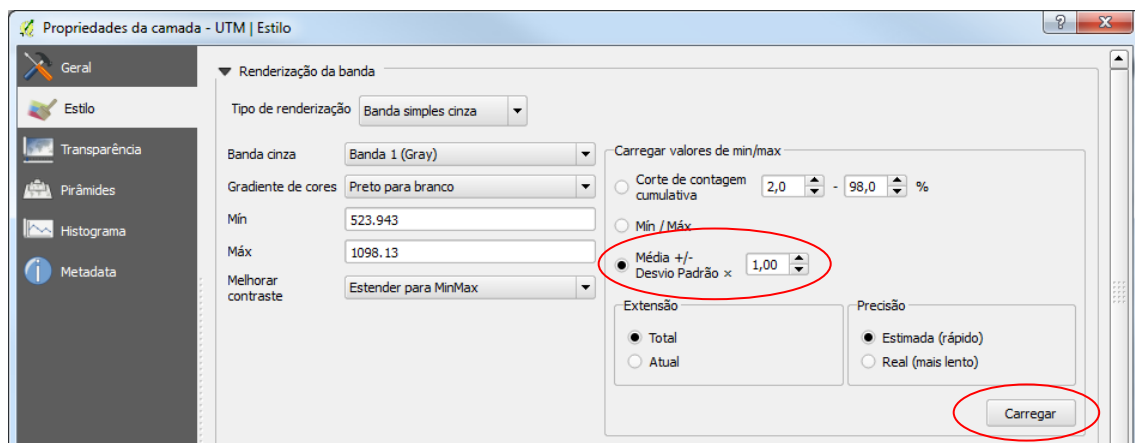 Propriedades da camada - UTM | Estilo
Geral
Estilo
Transparência
Pirâmides
Histograma
Metadata
Renderização da banda
Tipo de renderização Banda simples cinza
Banda cinza Banda 1 (Gray)
Gradiente de cores Preto para branco
Mín 523.943
Máx 1098.13
Melhorar
contraste Estender para MinMax
Carregar valores de min/max
Corte de contagem
cumulativa 2,0 - 98,0 %
Mín / Máx
Média +/-
Desvio Padrão × 1,00
Extensão
Total
Atual
Precisão
Estimada (rápido)
Real (mais lento)
Carregar